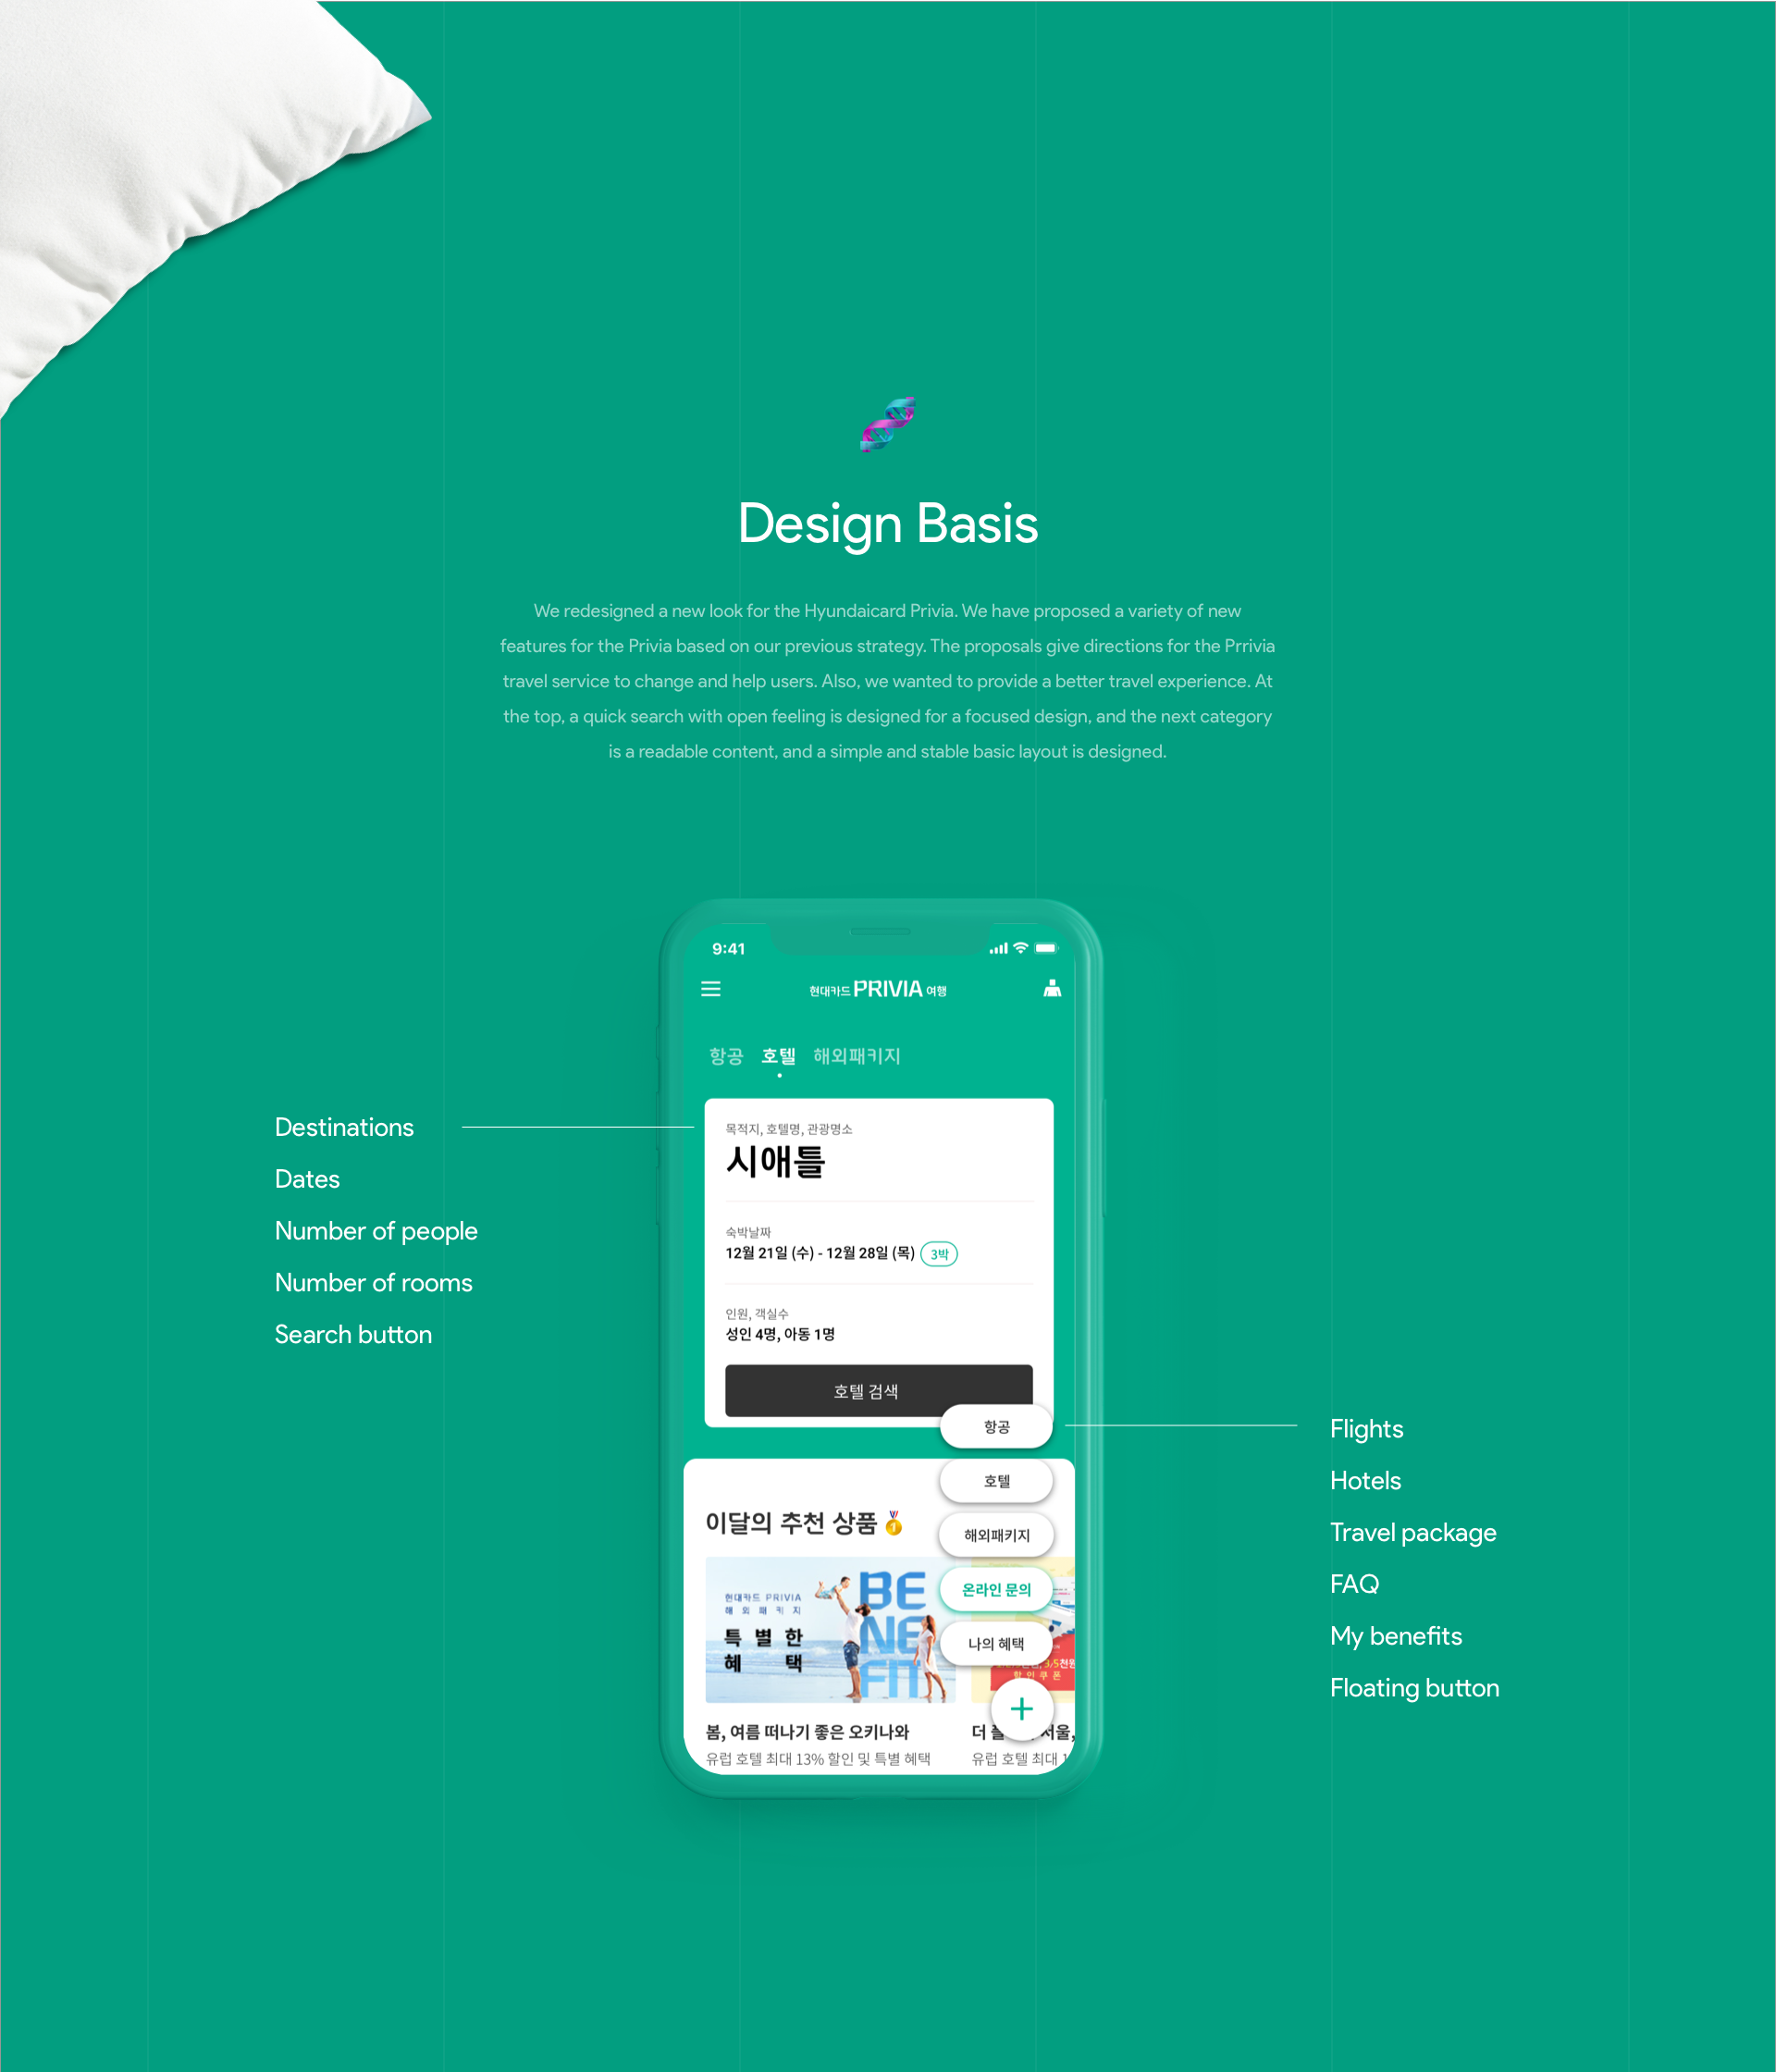 Design Basis
We redesigned a new look for the Hyundaicard Privia. We have proposed a variety of new
features for the Privia based on our previous strategy. The proposals give directions for the Prrivia
travel service to change and help users. Also, we wanted to provide a better travel experience. At
the top, a quick search with open feeling is designed for a focused design, and the next category
is a readable content, and a simple and stable basic layout is designed.
9:41
현대카드 PRIVIA 여행
항공 호텔 해외패키지
Destinations
Dates
Number of people
Number of rooms
Search button
목적지, 호텔명, 관광명소
시애틀
숙박날짜
12월 21일 (수) - 12월 28일 (목) 3박
인원, 객실수
성인 4명, 아동 1명
호텔 검색
항공
호텔
해외패키지
온라인 문의
나의 혜택
Flights
Hotels
Travel package
FAQ
My benefits
Floating button
이달의 추천 상품
현대카드 PRIVIA
해외패키지
특별한
혜택
BE
NE
FIT
5천원
할인쿠폰
봄, 여름 떠나기 좋은 오키나와
유럽 호텔 최대 13% 할인 및 특별 혜택
더 서울,
유럽 호텔 최대